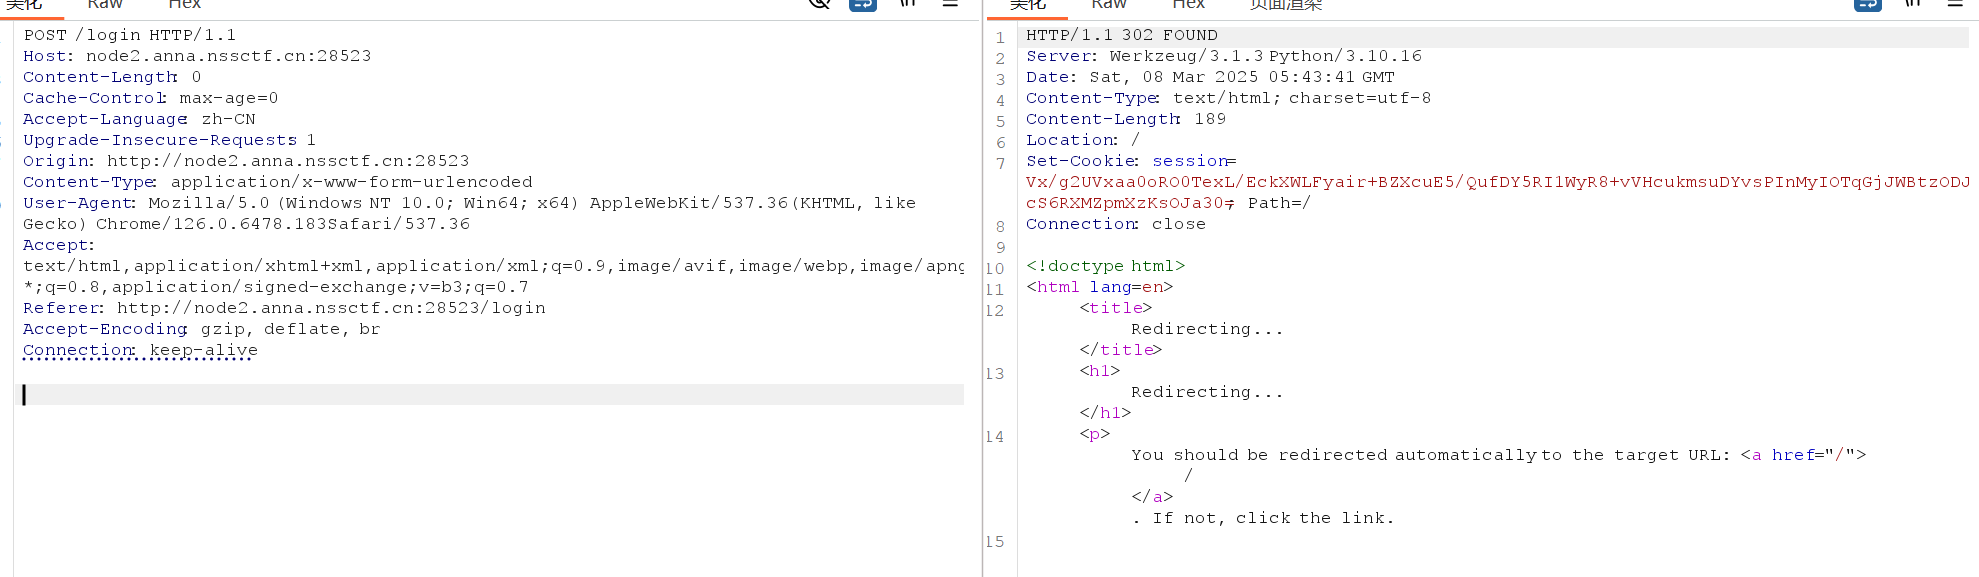 美化 Raw Hex
POST /login HTTP/1.1
Host: node2.anna.nssctf.cn:28523
Content-Length: 0
Cache-Control: max-age=0
Accept-Language: zh-CN
Upgrade-Insecure-Requests: 1
Origin: http://node2.anna.nssctf.cn:28523
Content-Type: application/x-www-form-urlencoded
User-Agent: Mozilla/5.0 (Windows NT 10.0; Win64; x64) AppleWebKit/537.36 (KHTML, like
Gecko) Chrome/126.0.6478.183 Safari/537.36
Accept:
text/html,application/xhtml+xml,application/xml;q=0.9,image/avif,image/webp,image/apng
*;q=0.8,application/signed-exchange;v=b3;q=0.7
Referer: http://node2.anna.nssctf.cn:28523/login
Accept-Encoding: gzip, deflate, br
Connection: keep-alive
美化 Raw Hex 页面渲染
1 HTTP/1.1 302 FOUND
2 Server: Werkzeug/3.1.3 Python/3.10.16
3 Date: Sat, 08 Mar 2025 05:43:41 GMT
4 Content-Type: text/html; charset=utf-8
5 Content-Length: 189
6 Location: /
7 Set-Cookie: session=
Vx/g2UVxaa0oRO0TexL/EckXWLFyair+BZXcuE5/QufDY5RI1WyR8+vVHcukmsuDYvsPInMyIOTqGjJWBtzODJ
cS6RXMZpmXzKsOJa30=; Path=/
8 Connection: close
9
10 <!doctype html>
11 <html lang=en>
12 <title>
Redirecting...
</title>
13 <h1>
Redirecting...
</h1>
14 <p>
You should be redirected automatically to the target URL: <a href="/">
/
</a>
. If not, click the link.
15